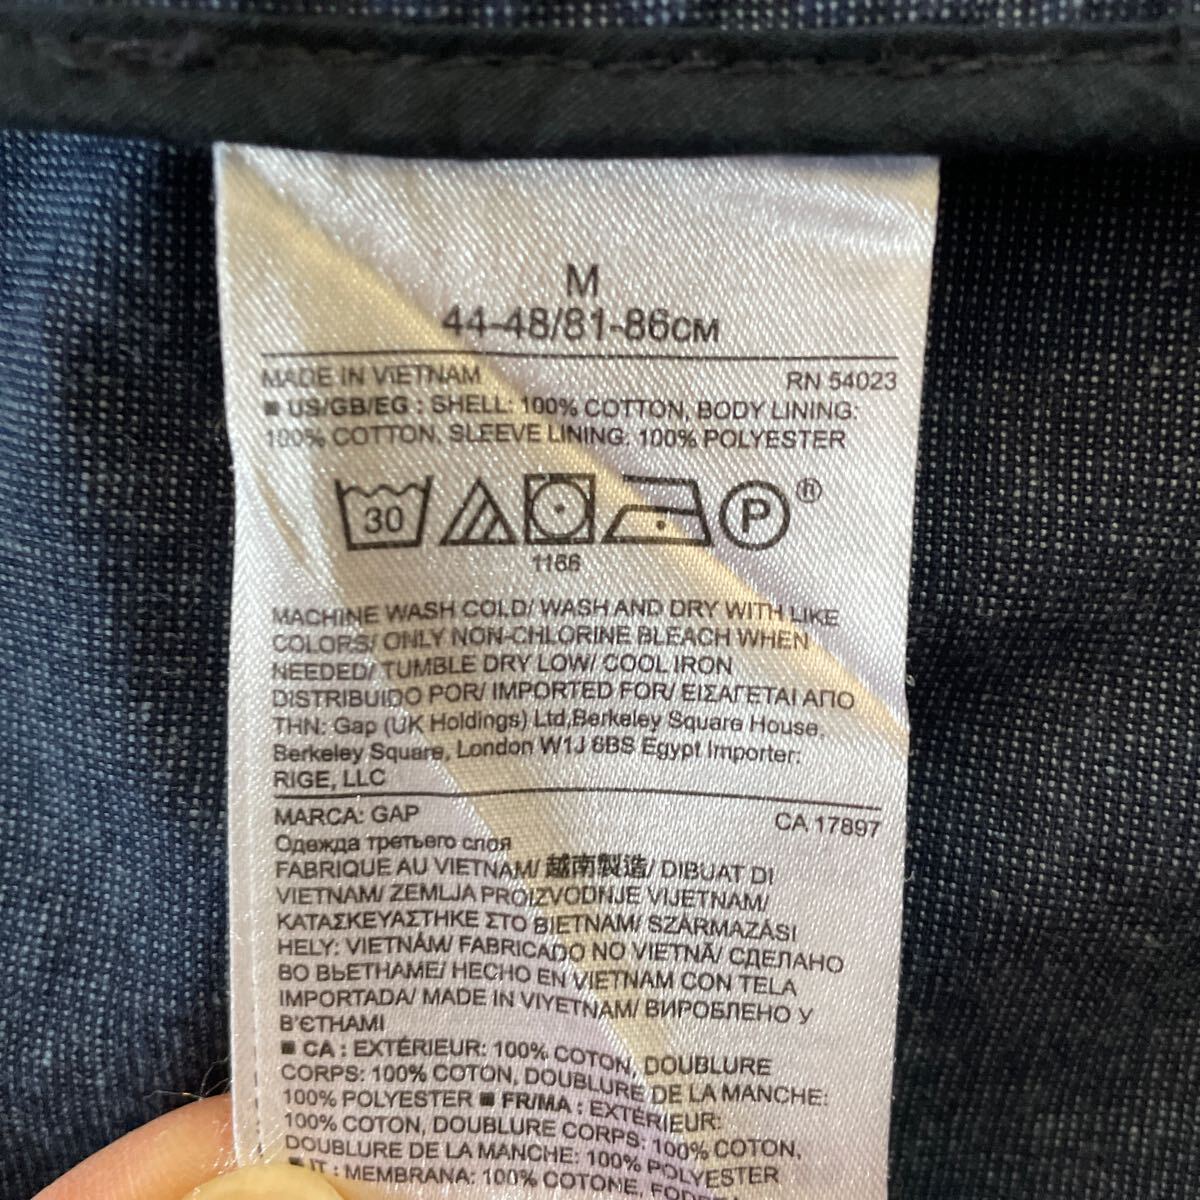 M
44-48/81-86CM
MADE IN VIETNAM RN 54023
■ US/GB/EG : SHELL: 100% COTTON, BODY LINING:
100% COTTON, SLEEVE LINING: 100% POLYESTER
30 P ®
1166
MACHINE WASH COLD/ WASH AND DRY WITH LIKE
COLORS/ ONLY NON-CHLORINE BLEACH WHEN
NEEDED/ TUMBLE DRY LOW/ COOL IRON
DISTRIBUIDO POR/ IMPORTED FOR/ ΕΙΣΑΓΕΤΑΙ ΑΠΟ
THN: Gap (UK Holdings) Ltd,Berkeley Square House.
Berkeley Square, London W1J 6BS Egypt Importer:
RIGE, LLC
MARCA: GAP CA 17897
Одежда третьего слоя
FABRIQUE AU VIETNAM/ 越南製造/ DIBUAT DI
VIETNAM/ ZEMLJA PROIZVODNJE VIJETNAM/
ΚΑΤΑΣΚΕΥΑΣΤΗΚΕ ΣΤΟ ΒΙΕΤΝΑΜ/ SZÁRMAZÁSI
HELY: VIETNÁM/ FABRICADO NO VIETNÃ/ СДЕЛАНО
ВО ВЬЕТНАМЕ/ HECHO EN VIETNAM CON TELA
IMPORTADA/ MADE IN VIYETNAM/ ВИРОБЛЕНО У
В'ЄТНАМІ
■ CA : EXTÉRIEUR: 100% COTON, DOUBLURE
CORPS: 100% COTON, DOUBLURE DE LA MANCHE:
100% POLYESTER ■ FR/MA : EXTÉRIEUR:
100% COTON, DOUBLURE CORPS: 100% COTON,
DOUBLURE DE LA MANCHE: 100% POLYESTER
■ IT : MEMBRANA: 100% COTONE,